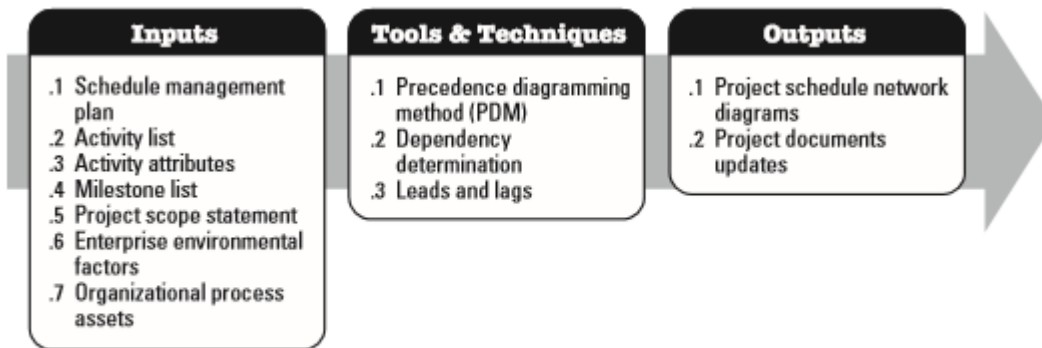 Inputs
.1 Schedule management
plan
.2 Activity list
.3 Activity attributes
.4 Milestone list
.5 Project scope statement
.6 Enterprise environmental
factors
.7 Organizational process
assets
Tools & Techniques
.1 Precedence diagramming
method (PDM)
.2 Dependency
determination
.3 Leads and lags
Outputs
.1 Project schedule network
diagrams
.2 Project documents
updates